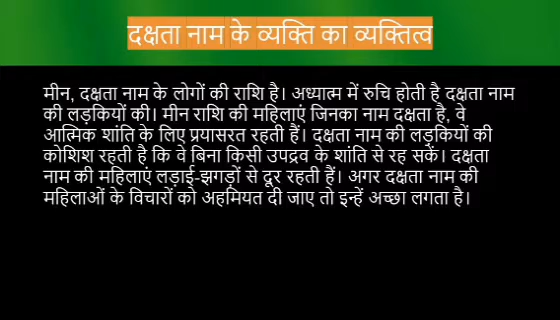 दक्षता नाम के व्यक्ति का व्यक्तित्व
मीन, दक्षता नाम के लोगों की राशि है। अध्यात्म में रुचि होती है दक्षता नाम
की लड़कियों की। मीन राशि की महिलाएं जिनका नाम दक्षता है, वे
आत्मिक शांति के लिए प्रयासरत रहती हैं। दक्षता नाम की लड़कियों की
कोशिश रहती है कि वे बिना किसी उपद्रव के शांति से रह सकें। दक्षता
नाम की महिलाएं लड़ाई-झगड़ों से दूर रहती हैं। अगर दक्षता नाम की
महिलाओं के विचारों को अहमियत दी जाए तो इन्हें अच्छा लगता है।